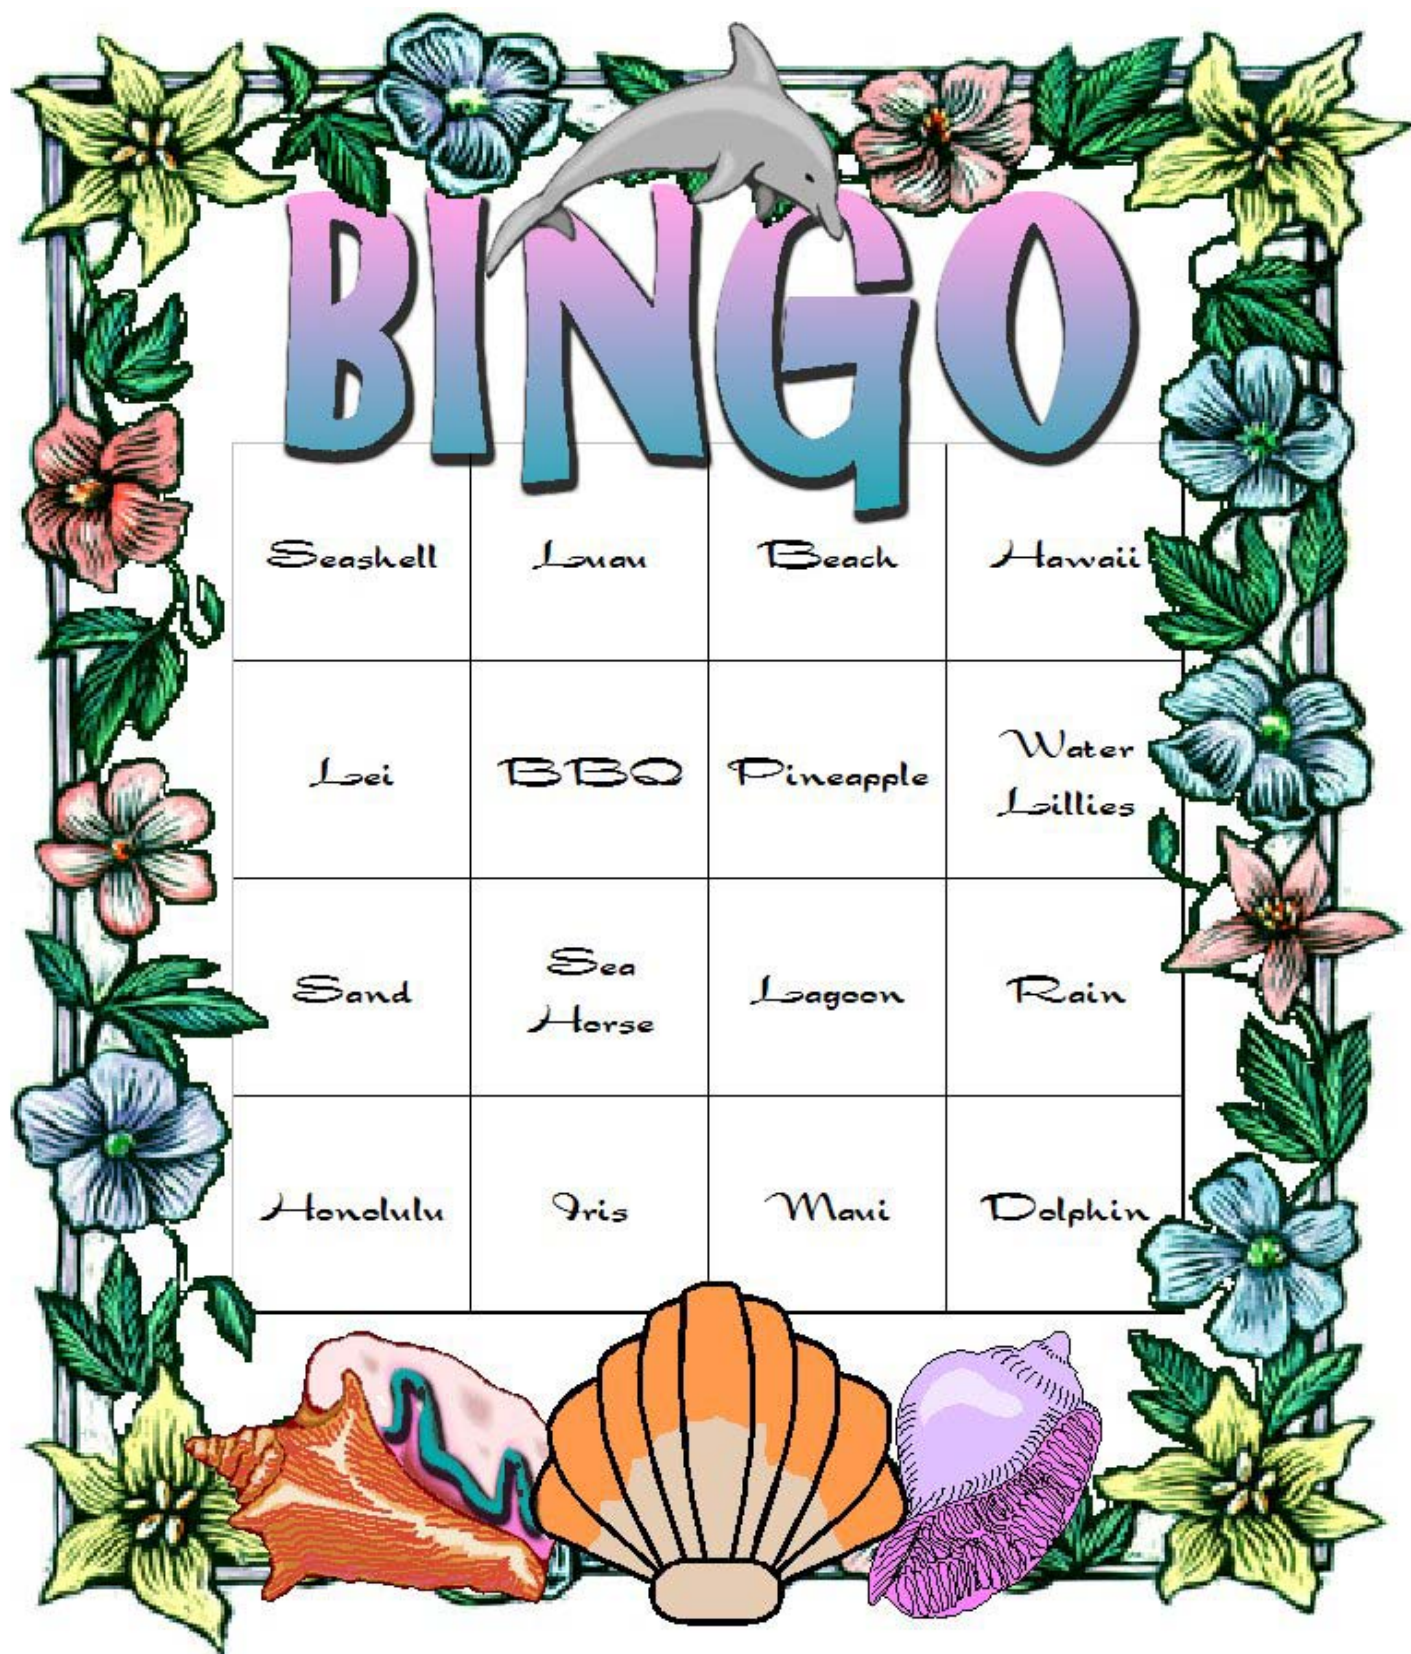 BINGO
Seashell Luau Beach Hawaii
Lei BBQ Pineapple Water Lillies
Sand Sea Horse Lagoon Rain
Honolulu Iris Maui Dolphin